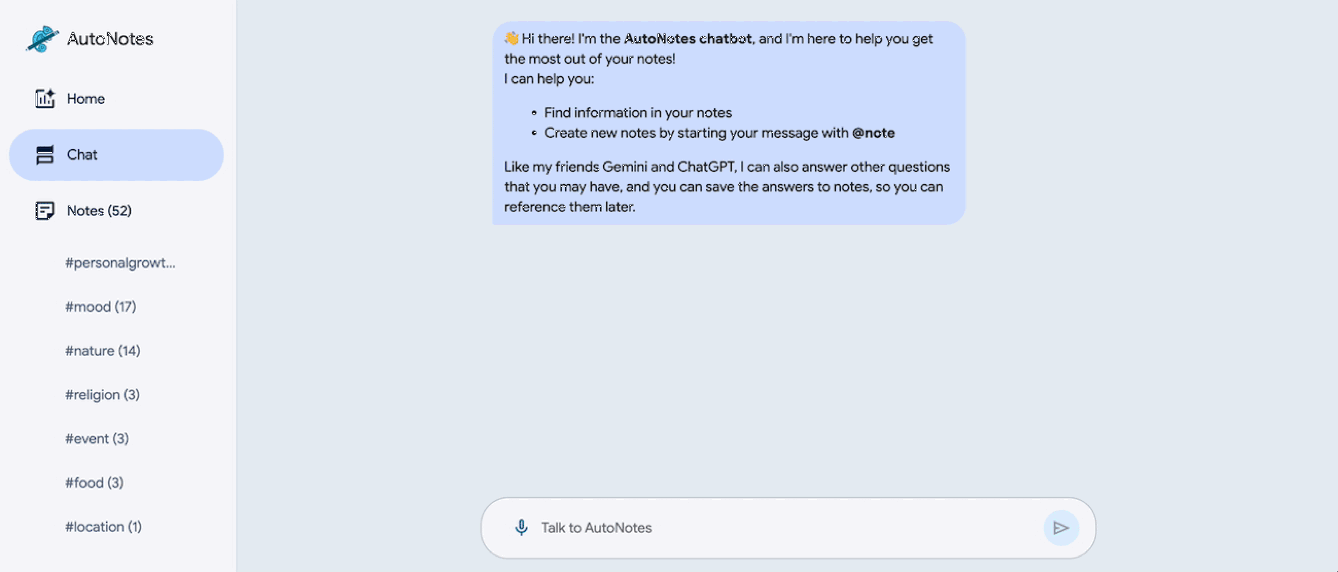 AutoNotes
Home
Chat
Notes (52)
#personalgrowt...
#mood (17)
#nature (14)
#religion (3)
#event (3)
#food (3)
#location (1)
👋 Hi there! I'm the AutoNotes chatbot, and I'm here to help you get
the most out of your notes!
I can help you:
• Find information in your notes
• Create new notes by starting your message with @note
Like my friends Gemini and ChatGPT, I can also answer other questions
that you may have, and you can save the answers to notes, so you can
reference them later.
Talk to AutoNotes